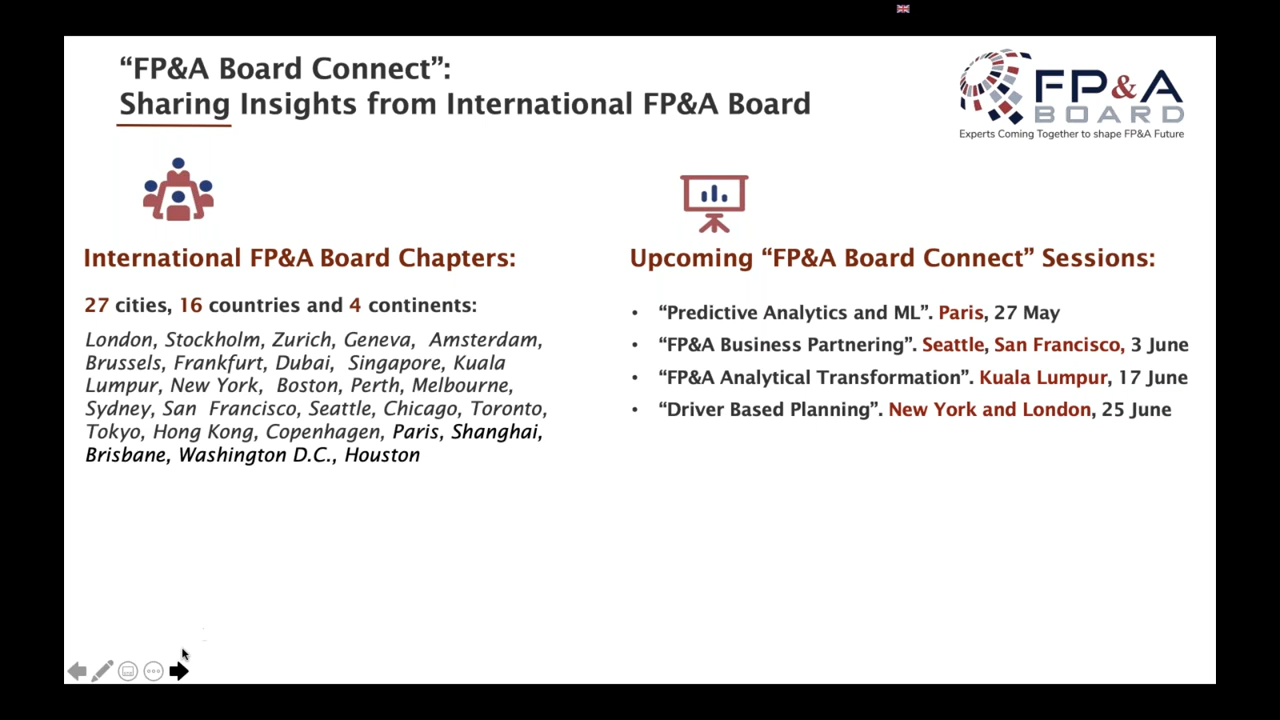 “FP&A Board Connect”:
Sharing Insights from International FP&A Board
FP&A
BOARD
Experts Coming Together to shape FP&A Future
International FP&A Board Chapters:
27 cities, 16 countries and 4 continents:
London, Stockholm, Zurich, Geneva, Amsterdam,
Brussels, Frankfurt, Dubai, Singapore, Kuala
Lumpur, New York, Boston, Perth, Melbourne,
Sydney, San Francisco, Seattle, Chicago, Toronto,
Tokyo, Hong Kong, Copenhagen, Paris, Shanghai,
Brisbane, Washington D.C., Houston
Upcoming “FP&A Board Connect” Sessions:
• “Predictive Analytics and ML”. Paris, 27 May
• “FP&A Business Partnering”. Seattle, San Francisco, 3 June
• “FP&A Analytical Transformation”. Kuala Lumpur, 17 June
• “Driver Based Planning”. New York and London, 25 June